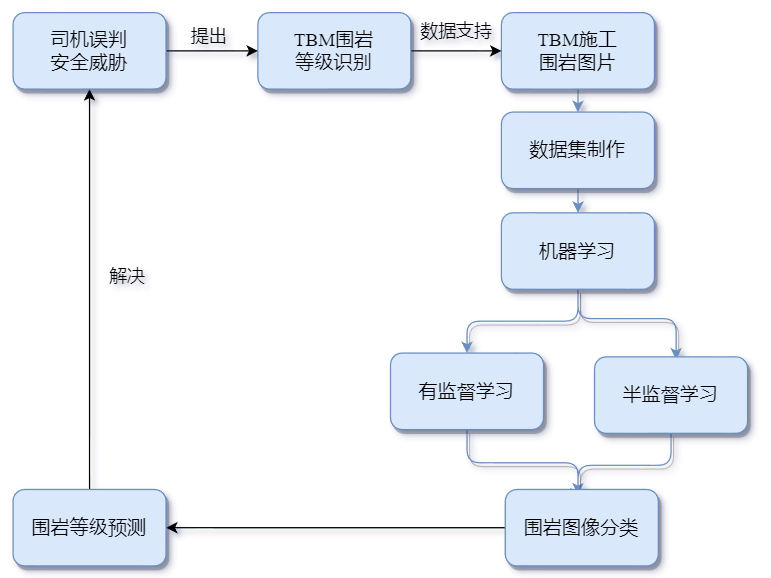 司机误判
安全威胁
提出
TBM围岩
等级识别
数据支持
TBM施工
围岩图片
数据集制作
机器学习
解决
有监督学习
半监督学习
围岩等级预测
围岩图像分类